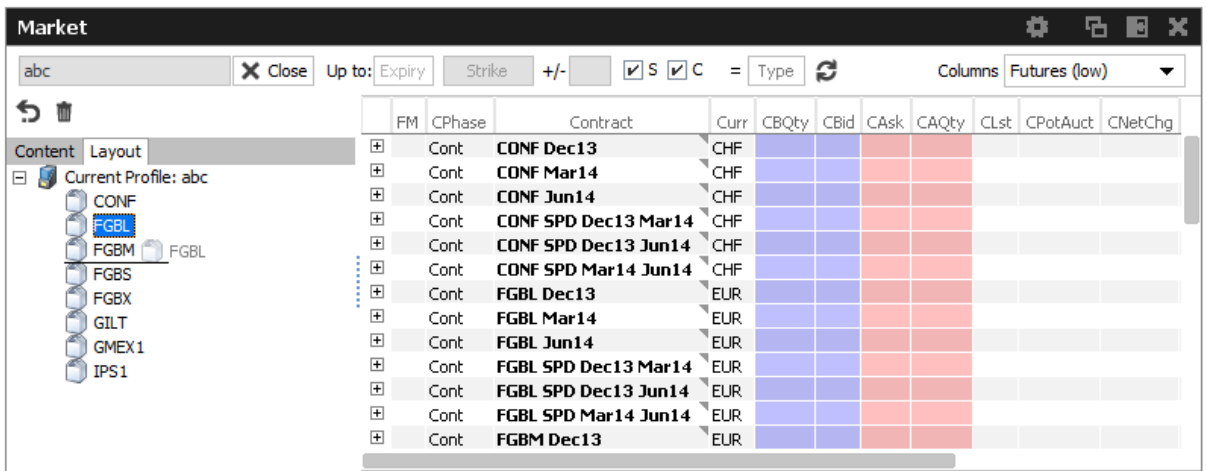 Market
abc Close Up to: Expiry Strike +/- S C = Type Columns Futures (low)
FM CPhase Contract Curr CBQty CBid CAsk CAQty CLst CPotAuct CNetChg
Content Layout
Current Profile: abc
CONF
FGBL
FGBM FGBL
FGBS
FGBX
GILT
GMEX1
IPS1
Cont CONF Dec13 CHF
Cont CONF Mar14 CHF
Cont CONF Jun14 CHF
Cont CONF SPD Dec13 Mar14 CHF
Cont CONF SPD Dec13 Jun14 CHF
Cont CONF SPD Mar14 Jun14 CHF
Cont FGBL Dec13 EUR
Cont FGBL Mar14 EUR
Cont FGBL Jun14 EUR
Cont FGBL SPD Dec13 Mar14 EUR
Cont FGBL SPD Dec13 Jun14 EUR
Cont FGBL SPD Mar14 Jun14 EUR
Cont FGBM Dec13 EUR